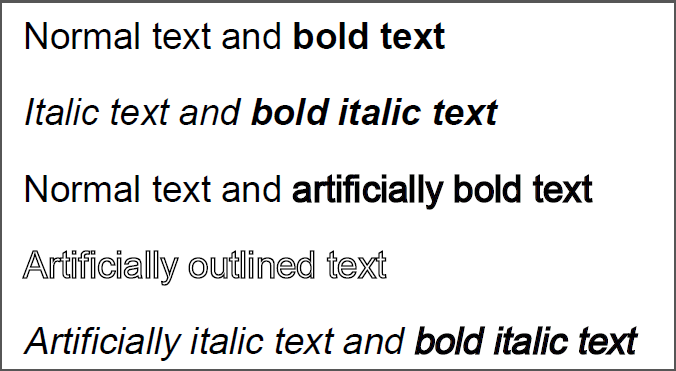 Normal text and bold text
Italic text and bold italic text
Normal text and artificially bold text
Artificially outlined text
Artificially italic text and bold italic text